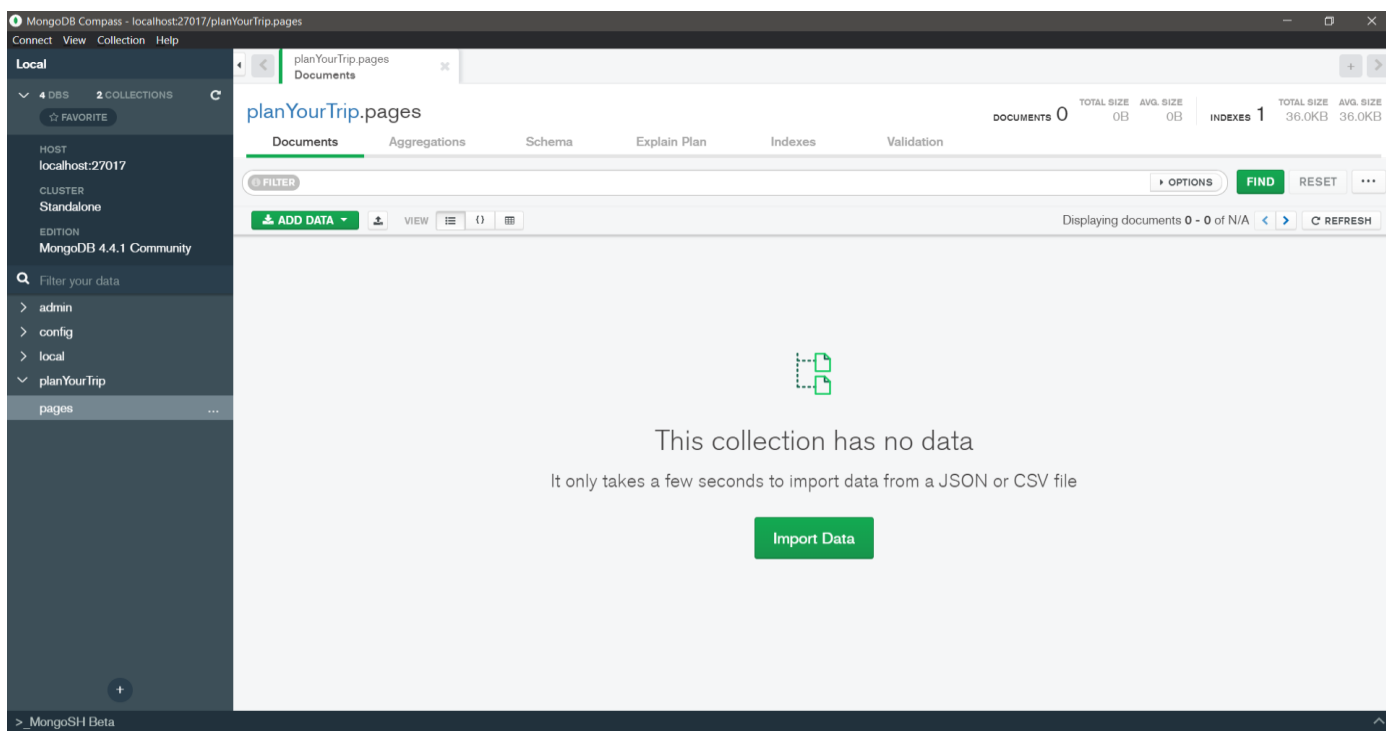 MongoDB Compass - localhost:27017/planYourTrip.pages
Connect View Collection Help
Local
planYourTrip.pages
Documents
4 DBS 2 COLLECTIONS
FAVORITE
planYourTrip.pages
DOCUMENTS 0 TOTAL SIZE 0B AVG. SIZE 0B INDEXES 1 TOTAL SIZE 36.0KB AVG. SIZE 36.0KB
Documents Aggregations Schema Explain Plan Indexes Validation
HOST
localhost:27017
CLUSTER
Standalone
EDITION
MongoDB 4.4.1 Community
FILTER OPTIONS FIND RESET ...
ADD DATA VIEW {} Displaying documents 0 - 0 of N/A < > REFRESH
Filter your data
admin
config
local
planYourTrip
pages ...
This collection has no data
It only takes a few seconds to import data from a JSON or CSV file
Import Data
>_MongoSH Beta